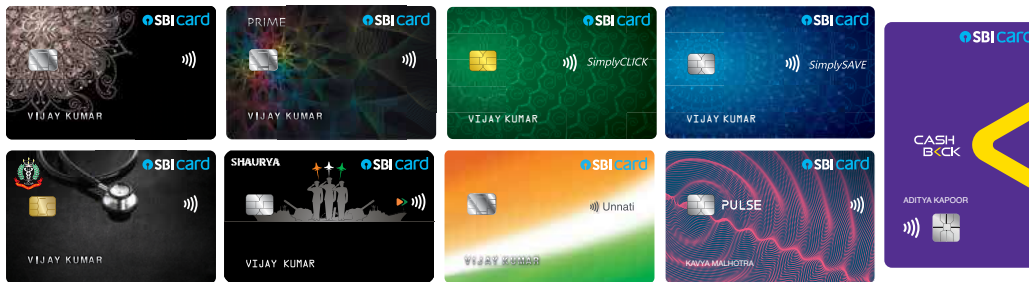 SBI card
VIJAY KUMAR
PRIME
SBI card
VIJAY KUMAR
SBI card
SimplyCLICK
VIJAY KUMAR
SBI card
SimplySAVE
VIJAY KUMAR
SBI card
CASH
BACK
ADITYA KAPOOR
SBI card
VIJAY KUMAR
SHAURYA
SBI card
VIJAY KUMAR
SBI card
Unnati
VIJAY KUMAR
SBI card
PULSE
KAVYA MALHOTRA